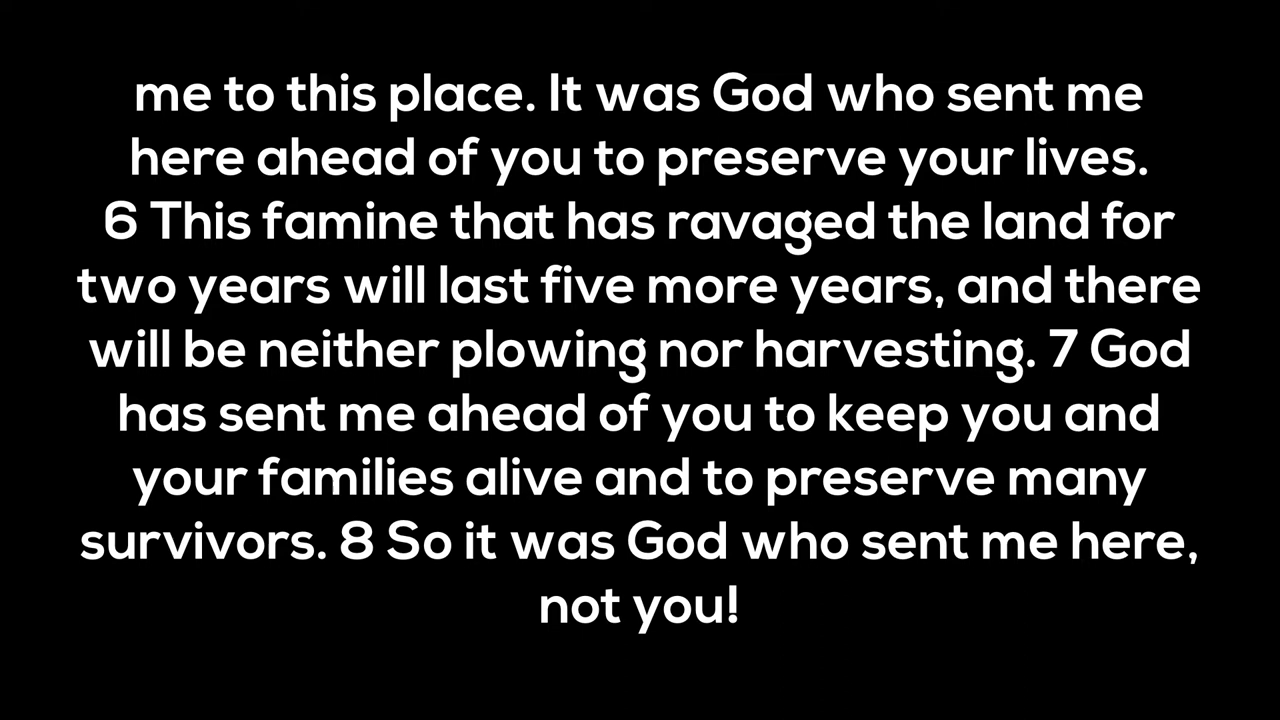 me to this place. It was God who sent me
here ahead of you to preserve your lives.
6 This famine that has ravaged the land for
two years will last five more years, and there
will be neither plowing nor harvesting. 7 God
has sent me ahead of you to keep you and
your families alive and to preserve many
survivors. 8 So it was God who sent me here,
not you!